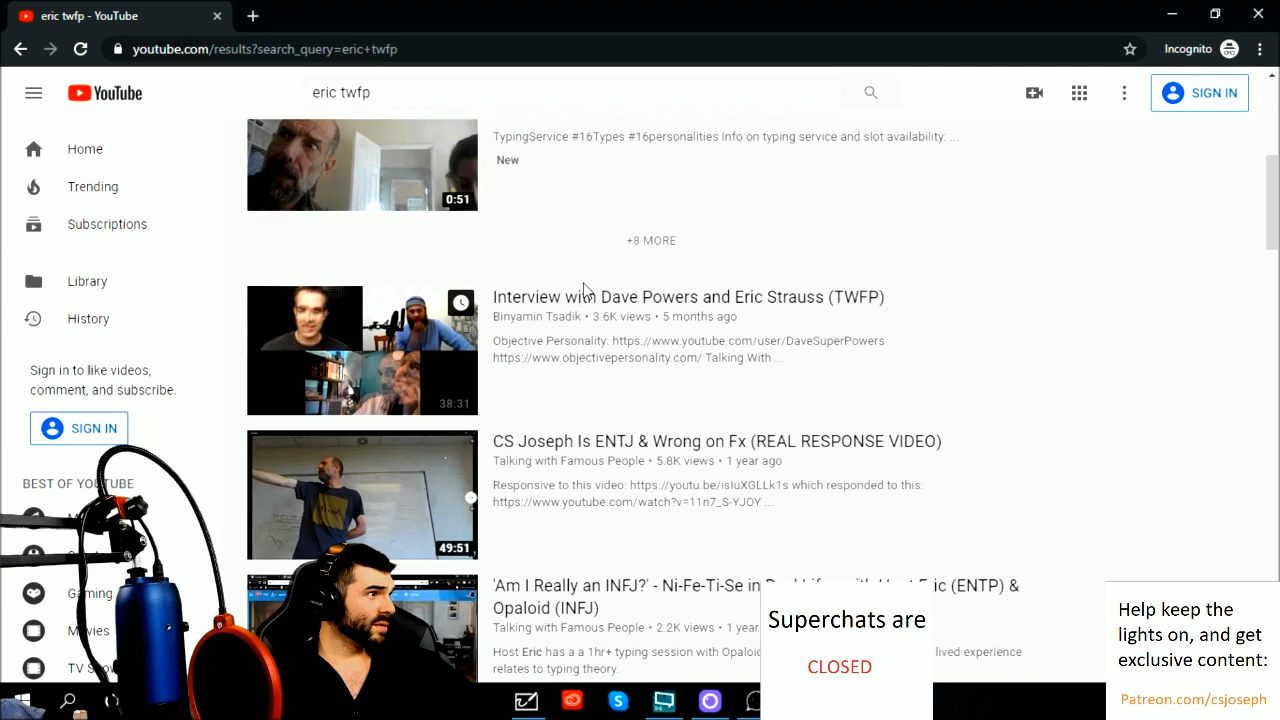 eric twfp - YouTube
youtube.com/results?search_query=eric+twfp
Incognito
YouTube
eric twfp
SIGN IN
Home
Trending
Subscriptions
Library
History
Sign in to like videos,
comment, and subscribe.
SIGN IN
BEST OF YOUTUBE
Gaming
Movies
TV
TypingService #16Types #16personalities Info on typing service and slot availability: ...
New
0:51
+8 MORE
Interview with Dave Powers and Eric Strauss (TWFP)
Binyamin Tsadik • 3.6K views • 5 months ago
Objective Personality: https://www.youtube.com/user/DaveSuperPowers
https://www.objectivepersonality.com/ Talking With ...
38:31
CS Joseph Is ENTJ & Wrong on Fx (REAL RESPONSE VIDEO)
Talking with Famous People • 5.8K views • 1 year ago
Responsive to this video: https://youtu.be/isIuXGLLk1s which responded to this:
https://www.youtube.com/watch?v=11n7_S-YJOY ...
49:51
'Am I Really an INFJ?' - Ni-Fe-Ti-Se in (ENTP) &
Opaloid (INFJ)
Talking with Famous People • 2.2K views • 1 year
Host Eric has a a 1hr+ typing session with Opaloid lived experience
relates to typing theory.
Superchats are
CLOSED
Help keep the
lights on, and get
exclusive content:
Patreon.com/csjoseph